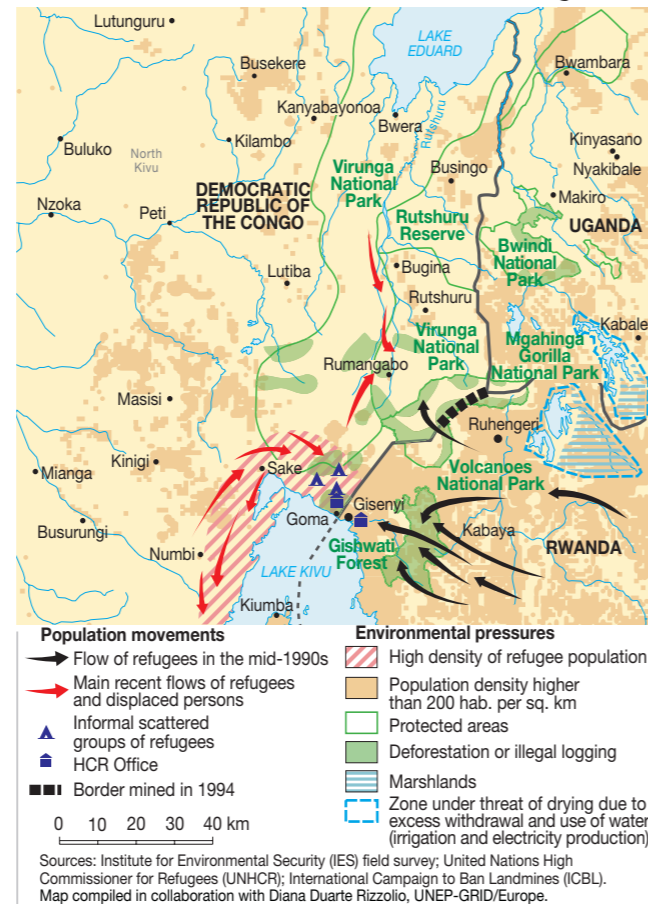 Lutunguru
LAKE
EDUARD
Busekere
Bwambara
Kanyabayonoa
Bwera
Rutshuru
Buluko
North
Kivu
Kilambo
Kinyasano
Nyakibale
Virunga
National
Park
Busingo
DEMOCRATIC
REPUBLIC OF
THE CONGO
Nzoka
Peti
Makiro
Rutshuru
Reserve
UGANDA
Bwindi
National
Park
Lutiba
Bugina
Rutshuru
Kabale
Virunga
National
Park
Mgahinga
Gorilla
National Park
Rumangabo
Masisi
Ruhengeri
Kinigi
Mianga
Sake
Volcanoes
National Park
Goma
Gisenyi
Busurungi
Kabaya
Gishwati
Forest
RWANDA
Numbi
LAKE KIVU
Kiumba
Population movements
Flow of refugees in the mid-1990s
Main recent flows of refugees
and displaced persons
Informal scattered
groups of refugees
HCR Office
Border mined in 1994
0 10 20 30 40 km
Environmental pressures
High density of refugee population
Population density higher
than 200 hab. per sq. km
Protected areas
Deforestation or illegal logging
Marshlands
Zone under threat of drying due to
excess withdrawal and use of water
(irrigation and electricity production)
Sources: Institute for Environmental Security (IES) field survey; United Nations High
Commissioner for Refugees (UNHCR); International Campaign to Ban Landmines (ICBL).
Map compiled in collaboration with Diana Duarte Rizzolio, UNEP-GRID/Europe.